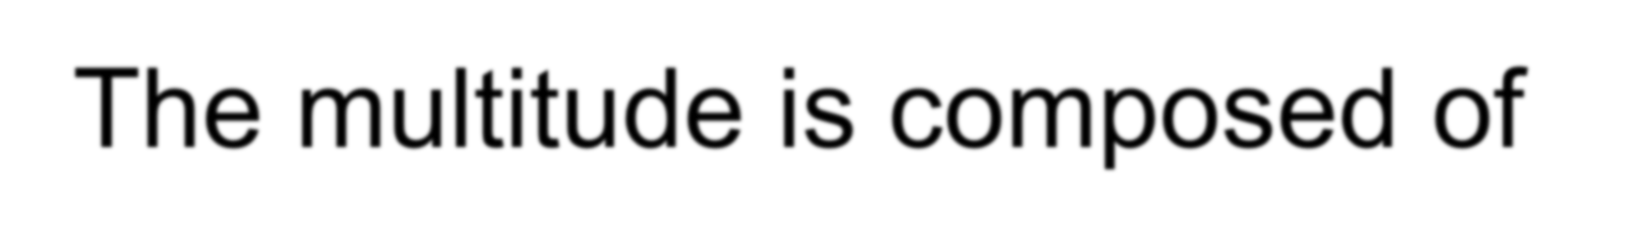 The multitude is composed of